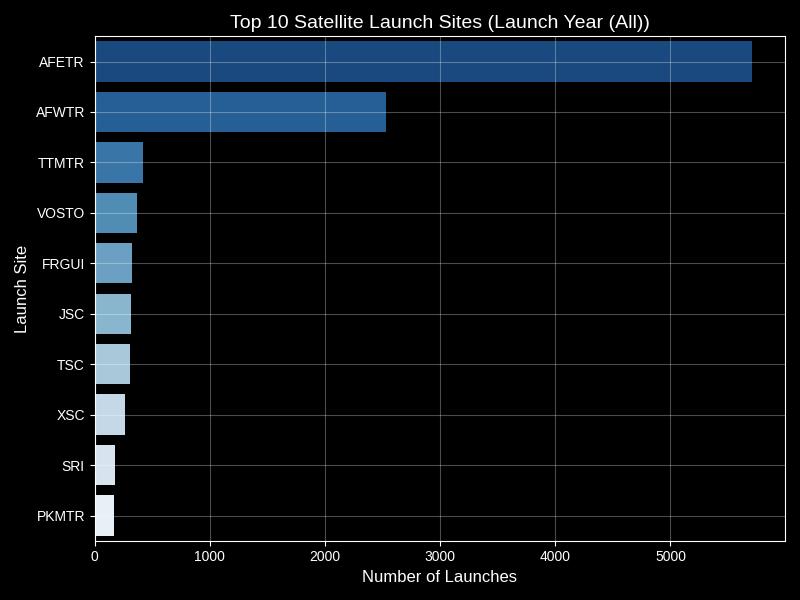 Top 10 Satellite Launch Sites (Launch Year (All))
Launch Site
AFETR
AFWTR
TTMTR
VOSTO
FRGUI
JSC
TSC
XSC
SRI
PKMTR
0 1000 2000 3000 4000 5000
Number of Launches